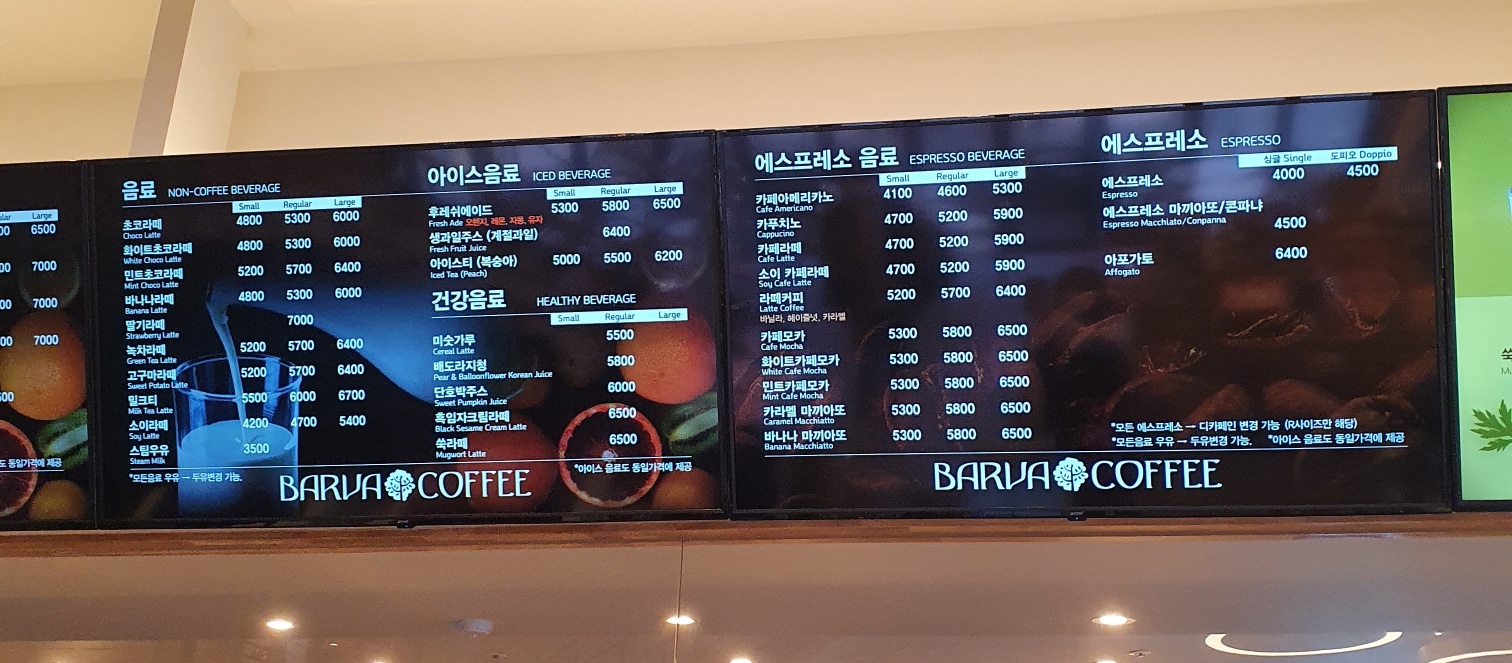 lar Large
00 6500
00 7000
00 7000
00 7000
500
도 동일가격에 제공
음료 NON-COFFEE BEVERAGE
Small Regular Large
초코라떼 4800 5300 6000
Choco Latte
화이트초코라떼 4800 5300 6000
White Choco Latte
민트초코라떼 5200 5700 6400
Mint Choco Latte
바나나라떼 4800 5300 6000
Banana Latte
딸기라떼 7000
Strawberry Latte
녹차라떼 5200 5700 6400
Green Tea Latte
고구마라떼 5200 5700 6400
Sweet Potato Latte
밀크티 5500 6000 6700
Milk Tea Latte
소이라떼 4200 4700 5400
Soy Latte
스팀우유 3500
Steam Milk
*모든음료 우유 → 두유변경 가능.
아이스음료 ICED BEVERAGE
Small Regular Large
후레쉬에이드 5300 5800 6500
Fresh Ade 오렌지, 레몬, 자몽, 유자
생과일주스 (계절과일) 6400
Fresh Fruit Juice
아이스티 (복숭아) 5000 5500 6200
Iced Tea (Peach)
건강음료 HEALTHY BEVERAGE
Small Regular Large
미숫가루 5500
Cereal Latte
배도라지청 5800
Pear & Balloonflower Korean Juice
단호박주스 6000
Sweet Pumpkin Juice
흑임자크림라떼 6500
Black Sesame Cream Latte
쑥라떼 6500
Mugwort Latte
*아이스 음료도 동일가격에 제공
BARVA COFFEE
에스프레소 음료 ESPRESSO BEVERAGE
Small Regular Large
카페아메리카노 4100 4600 5300
Cafe Americano
카푸치노 4700 5200 5900
Cappucino
카페라떼 4700 5200 5900
Cafe Latte
소이 카페라떼 4700 5200 5900
Soy Cafe Latte
라떼커피 5200 5700 6400
Latte Coffee
바닐라, 헤이즐넛, 카라멜
카페모카 5300 5800 6500
Cafe Mocha
화이트카페모카 5300 5800 6500
White Cafe Mocha
민트카페모카 5300 5800 6500
Mint Cafe Mocha
카라멜 마끼아또 5300 5800 6500
Caramel Macchiatto
바나나 마끼아또 5300 5800 6500
Banana Macchiatto
에스프레소 ESPRESSO
싱글 Single 도피오 Doppio
에스프레소 4000 4500
Espresso
에스프레소 마끼아또/콘파냐 4500
Espresso Macchiato/Conpanna
아포가토 6400
Affogato
*모든 에스프레소 → 디카페인 변경 가능 (R사이즈만 해당)
*모든음료 우유 → 두유변경 가능. *아이스 음료도 동일가격에 제공
BARVA COFFEE
쑥
Mu